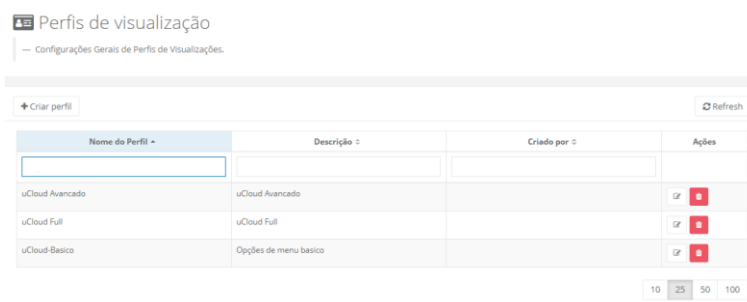 Perfis de visualização
— Configurações Gerais de Perfis de Visualizações.
+ Criar perfil
Refresh
Nome do Perfil Descrição Criado por Ações
uCloud Avancado uCloud Avancado
uCloud Full uCloud Full
uCloud-Basico Opções de menu basico
10 25 50 100